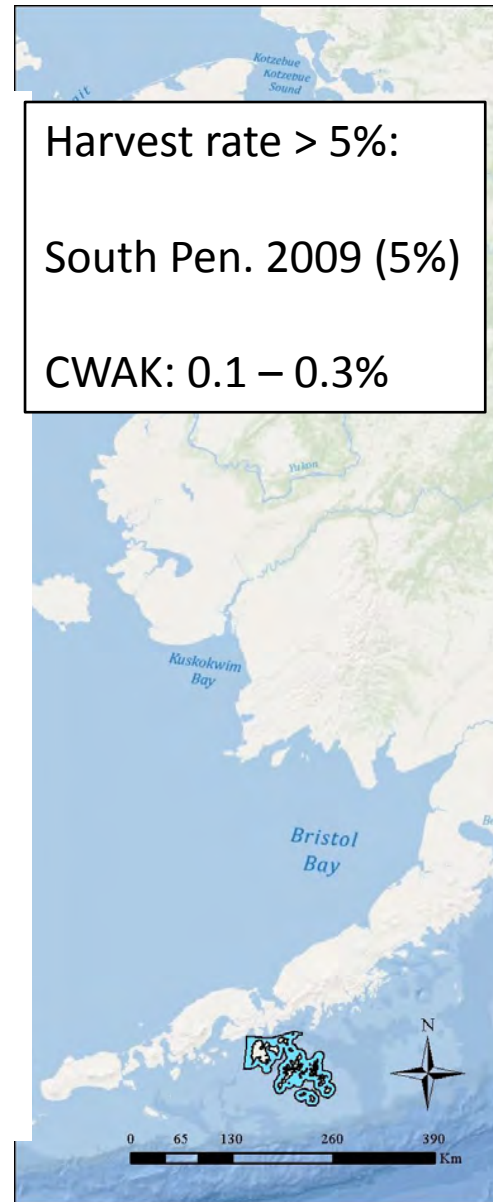 Kotzebue
Kotzebue
Sound
Harvest rate > 5%:
South Pen. 2009 (5%)
CWAK: 0.1 – 0.3%
Yukon
Kuskokwim
Bay
Bristol
Bay
N
0 65 130 260 390
Km